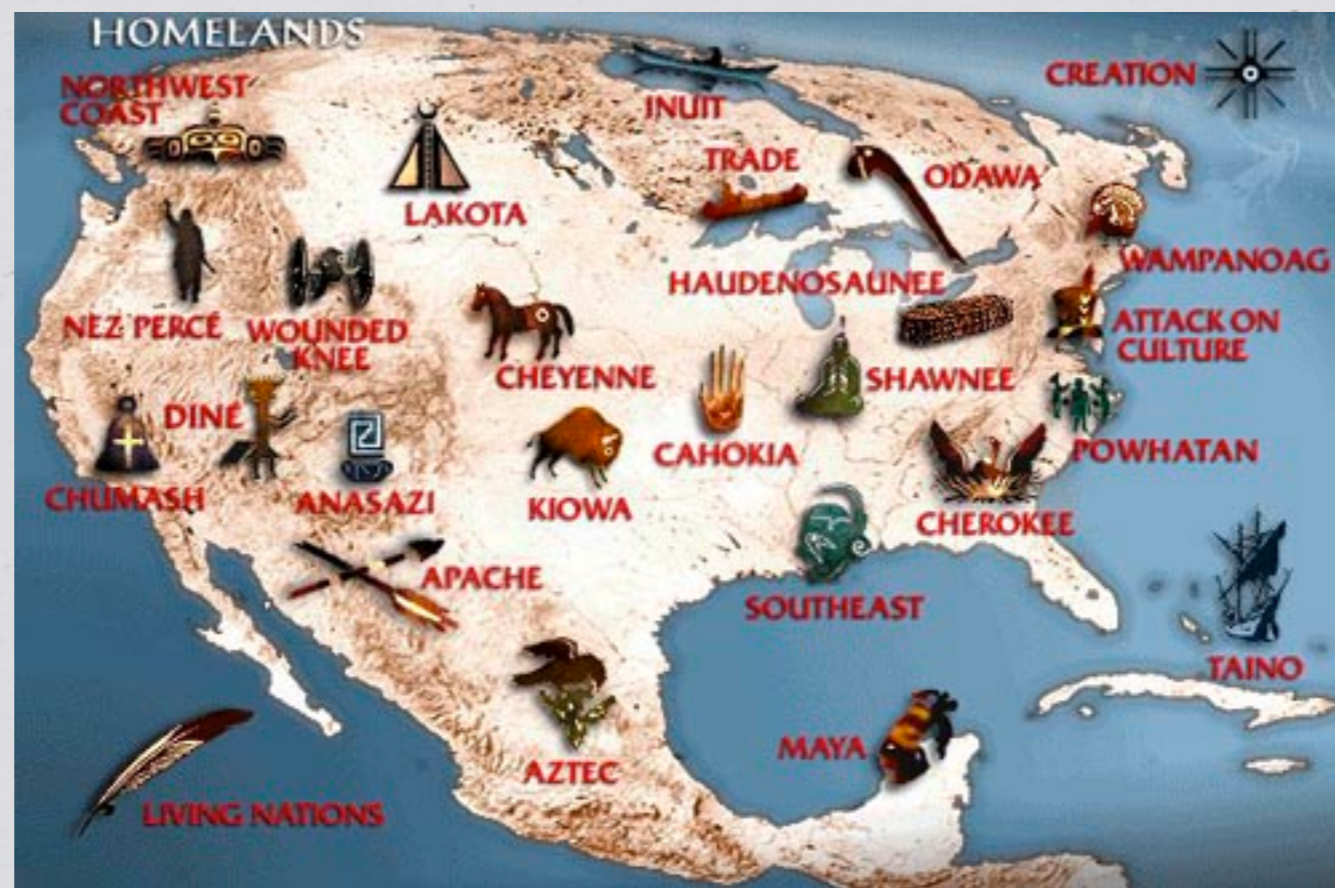 HOMELANDS
NORTHWEST
COAST
CREATION
INUIT
TRADE
ODAWA
LAKOTA
WAMPANOAG
HAUDENOSAUNEE
NEZ PERCÉ
WOUNDED
KNEE
ATTACK ON
CULTURE
CHEYENNE
SHAWNEE
DINÉ
CAHOKIA
POWHATAN
CHUMASH
ANASAZI
KIOWA
CHEROKEE
APACHE
SOUTHEAST
TAINO
MAYA
AZTEC
LIVING NATIONS